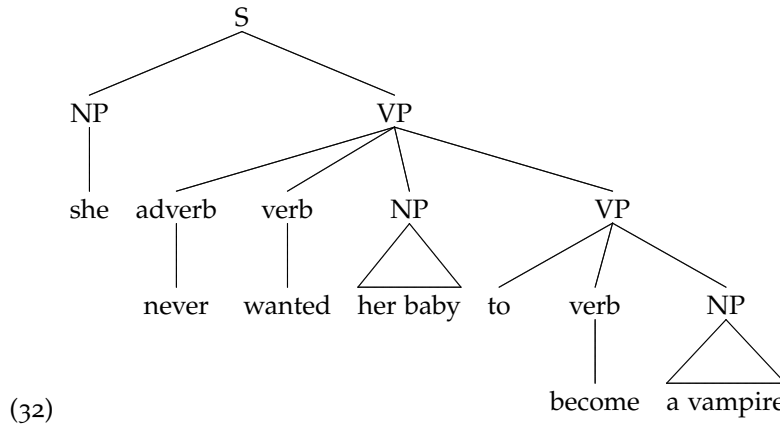 S
NP VP
she adverb verb NP VP
never wanted her baby to verb NP
(32) become a vampire